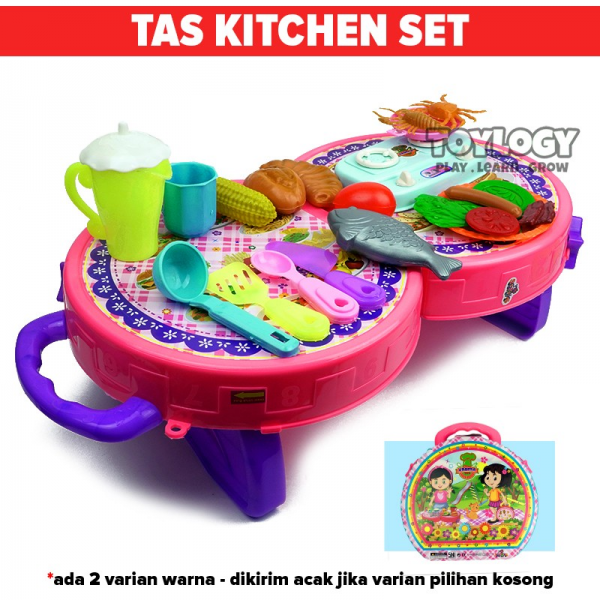 TAS KITCHEN SET
TOYLOGY
PLAY . LEARN . GROW
*ada 2 varian warna - dikirim acak jika varian pilihan kosong